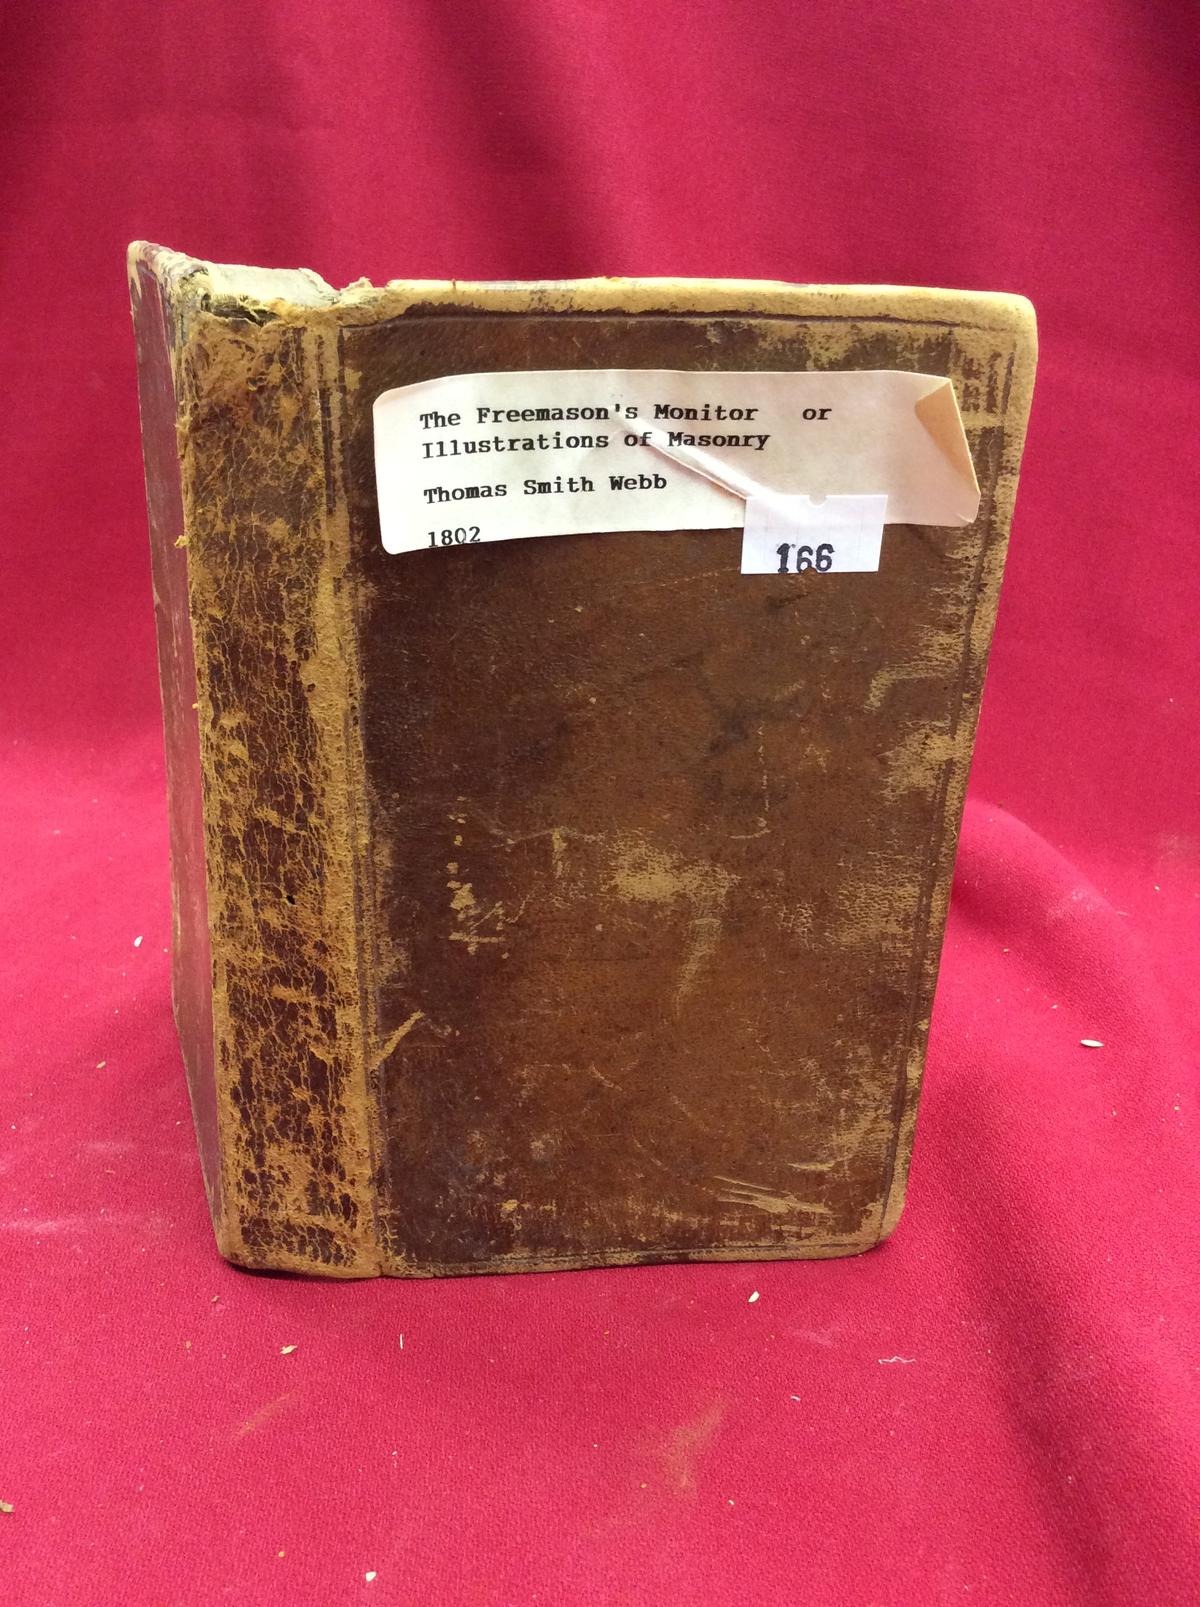 The Freemason's Monitor or
Illustrations of Masonry
Thomas Smith Webb
1802
166